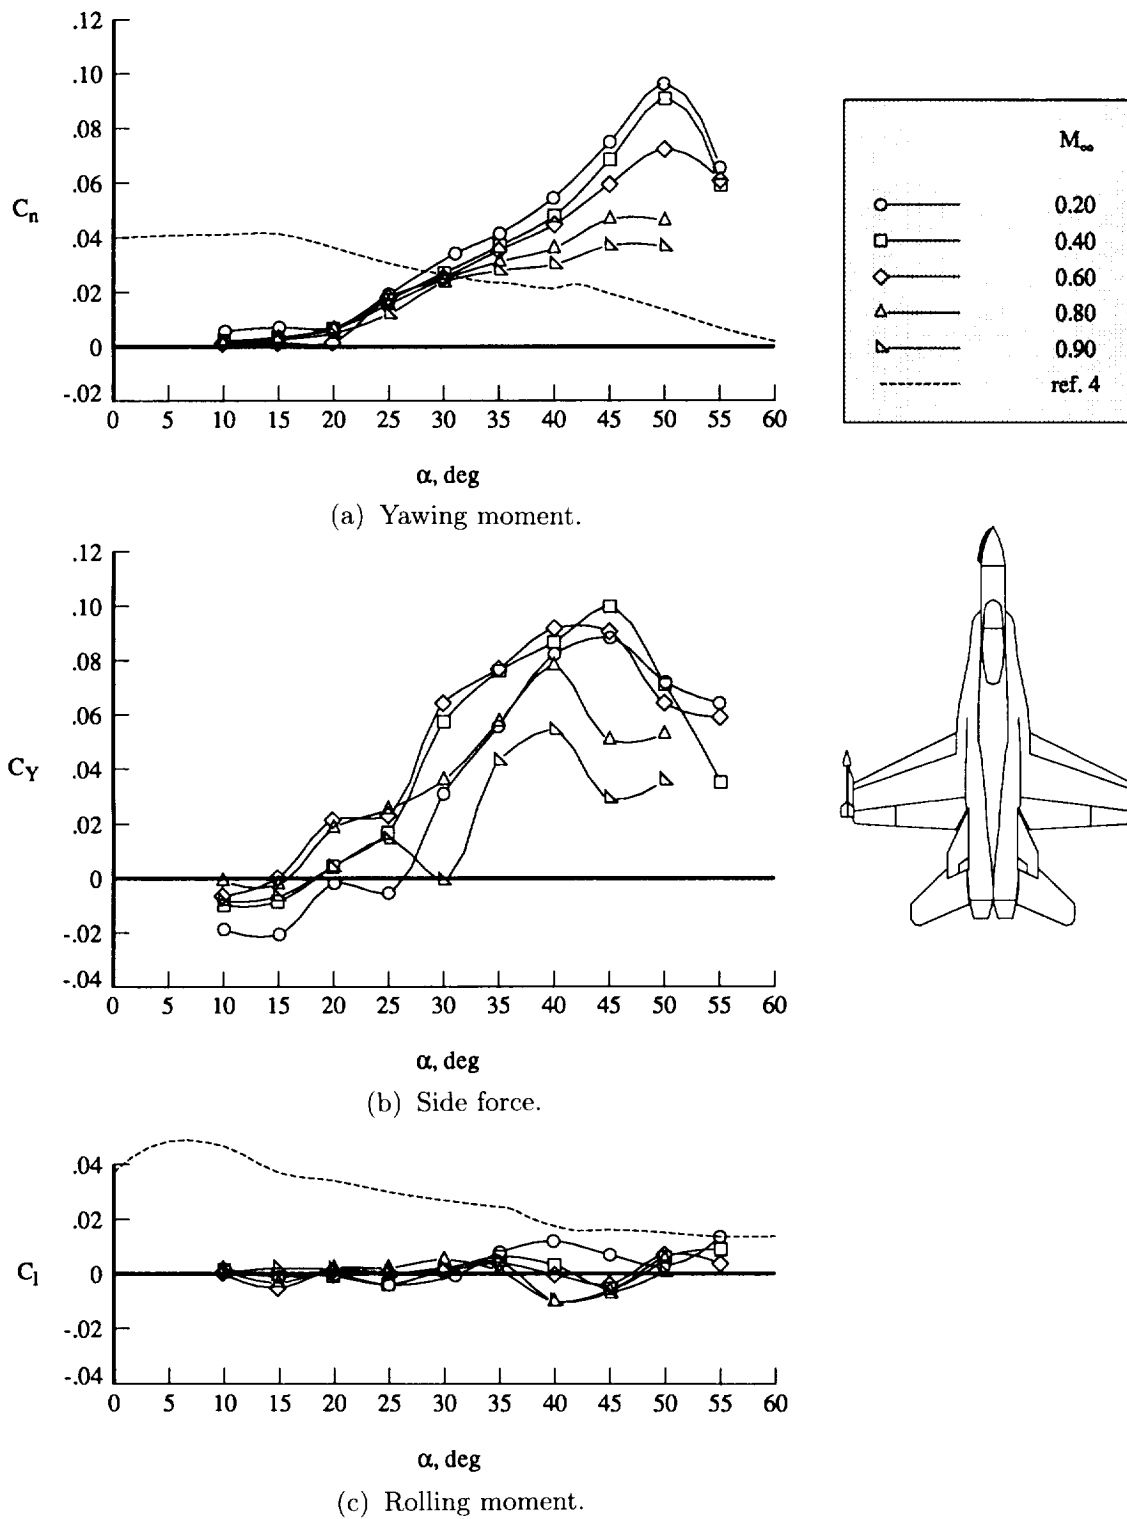 .12
.10
.08
.06
.04
.02
0
-.02
Cn
0 5 10 15 20 25 30 35 40 45 50 55 60
α, deg
(a) Yawing moment.
M∞
0.20
0.40
0.60
0.80
0.90
ref. 4
.12
.10
.08
.06
.04
.02
0
-.02
-.04
CY
0 5 10 15 20 25 30 35 40 45 50 55 60
α, deg
(b) Side force.
.04
.02
0
-.02
-.04
Cl
0 5 10 15 20 25 30 35 40 45 50 55 60
α, deg
(c) Rolling moment.